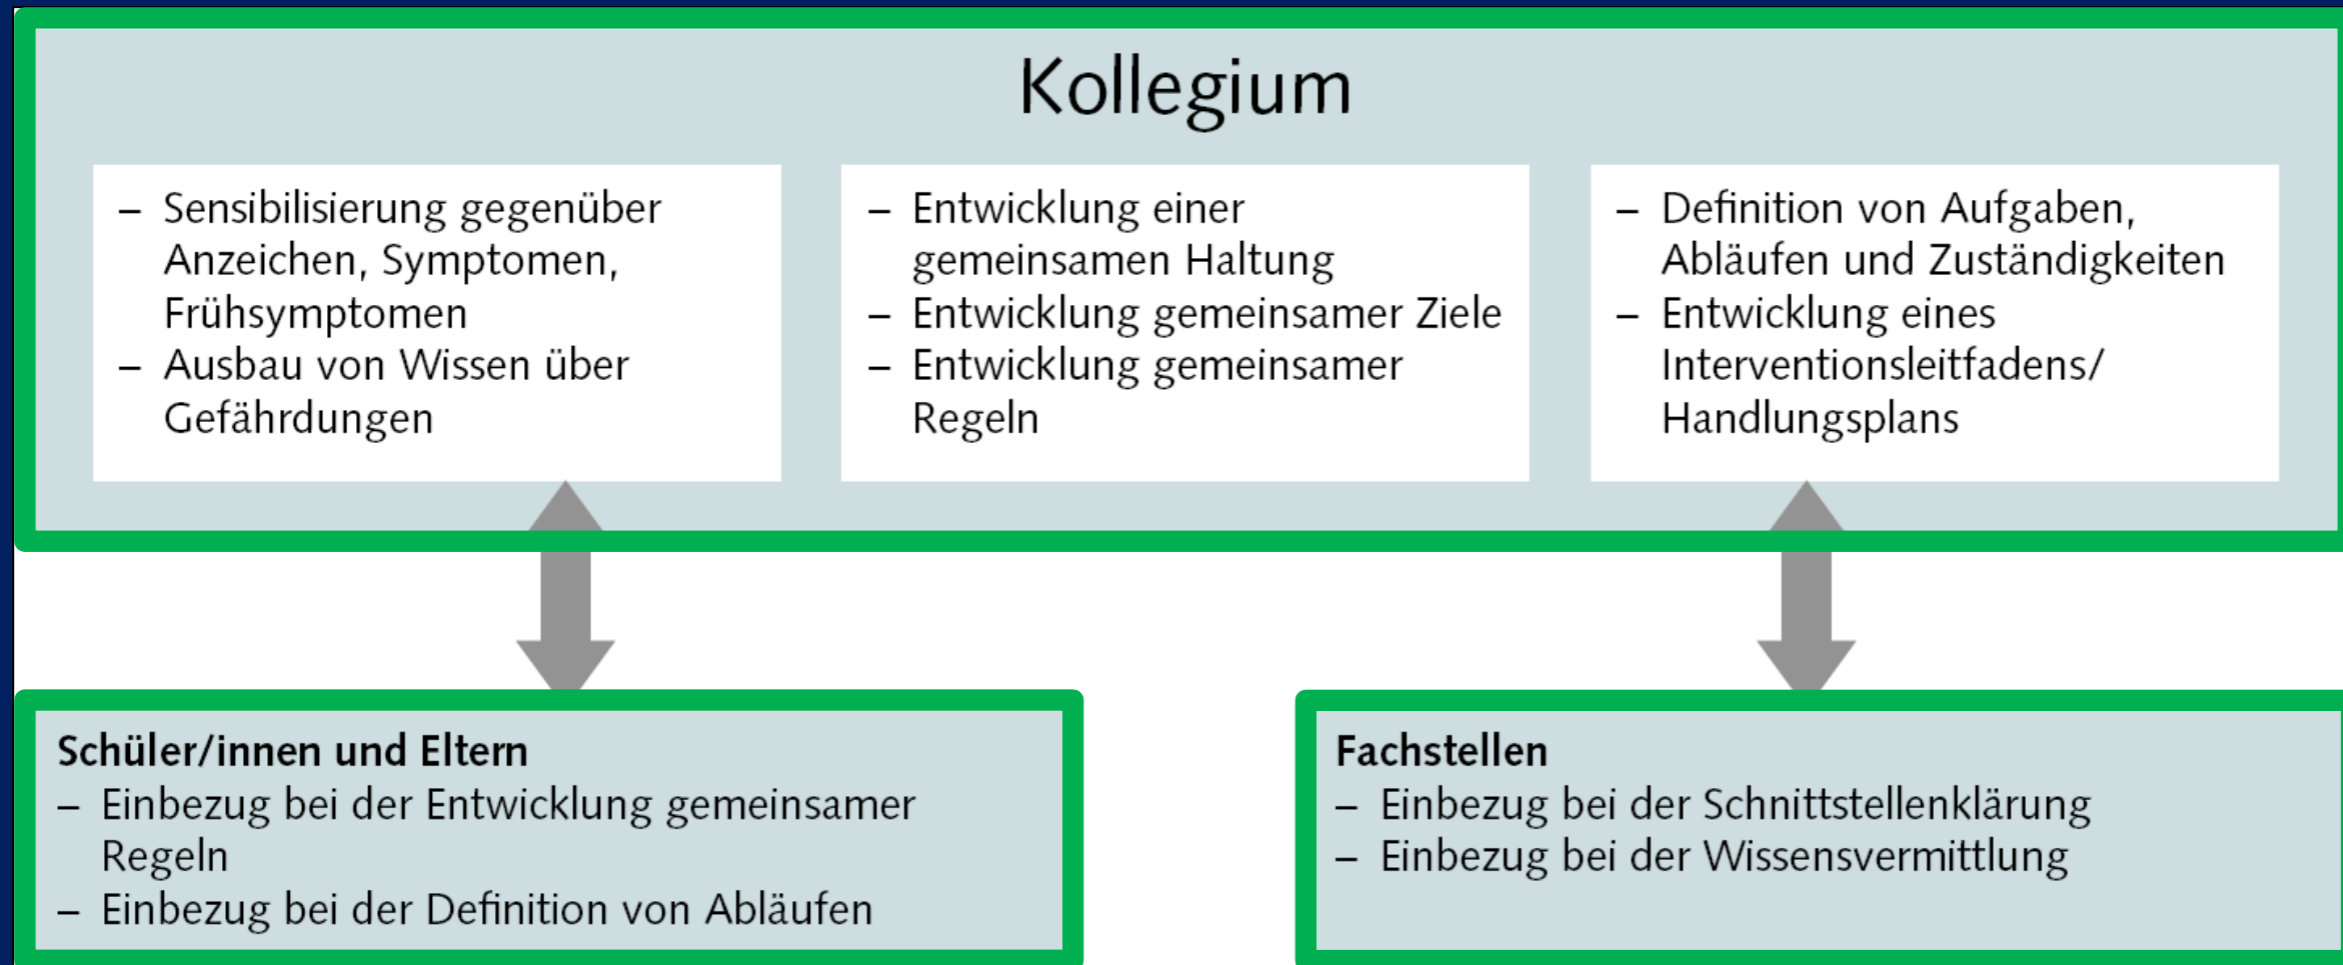 Kollegium
– Sensibilisierung gegenüber
Anzeichen, Symptomen,
Frühsymptomen
– Ausbau von Wissen über
Gefährdungen
– Entwicklung einer
gemeinsamen Haltung
– Entwicklung gemeinsamer Ziele
– Entwicklung gemeinsamer
Regeln
– Definition von Aufgaben,
Abläufen und Zuständigkeiten
– Entwicklung eines
Interventionsleitfadens/
Handlungsplans
Schüler/innen und Eltern
– Einbezug bei der Entwicklung gemeinsamer
Regeln
– Einbezug bei der Definition von Abläufen
Fachstellen
– Einbezug bei der Schnittstellenklärung
– Einbezug bei der Wissensvermittlung